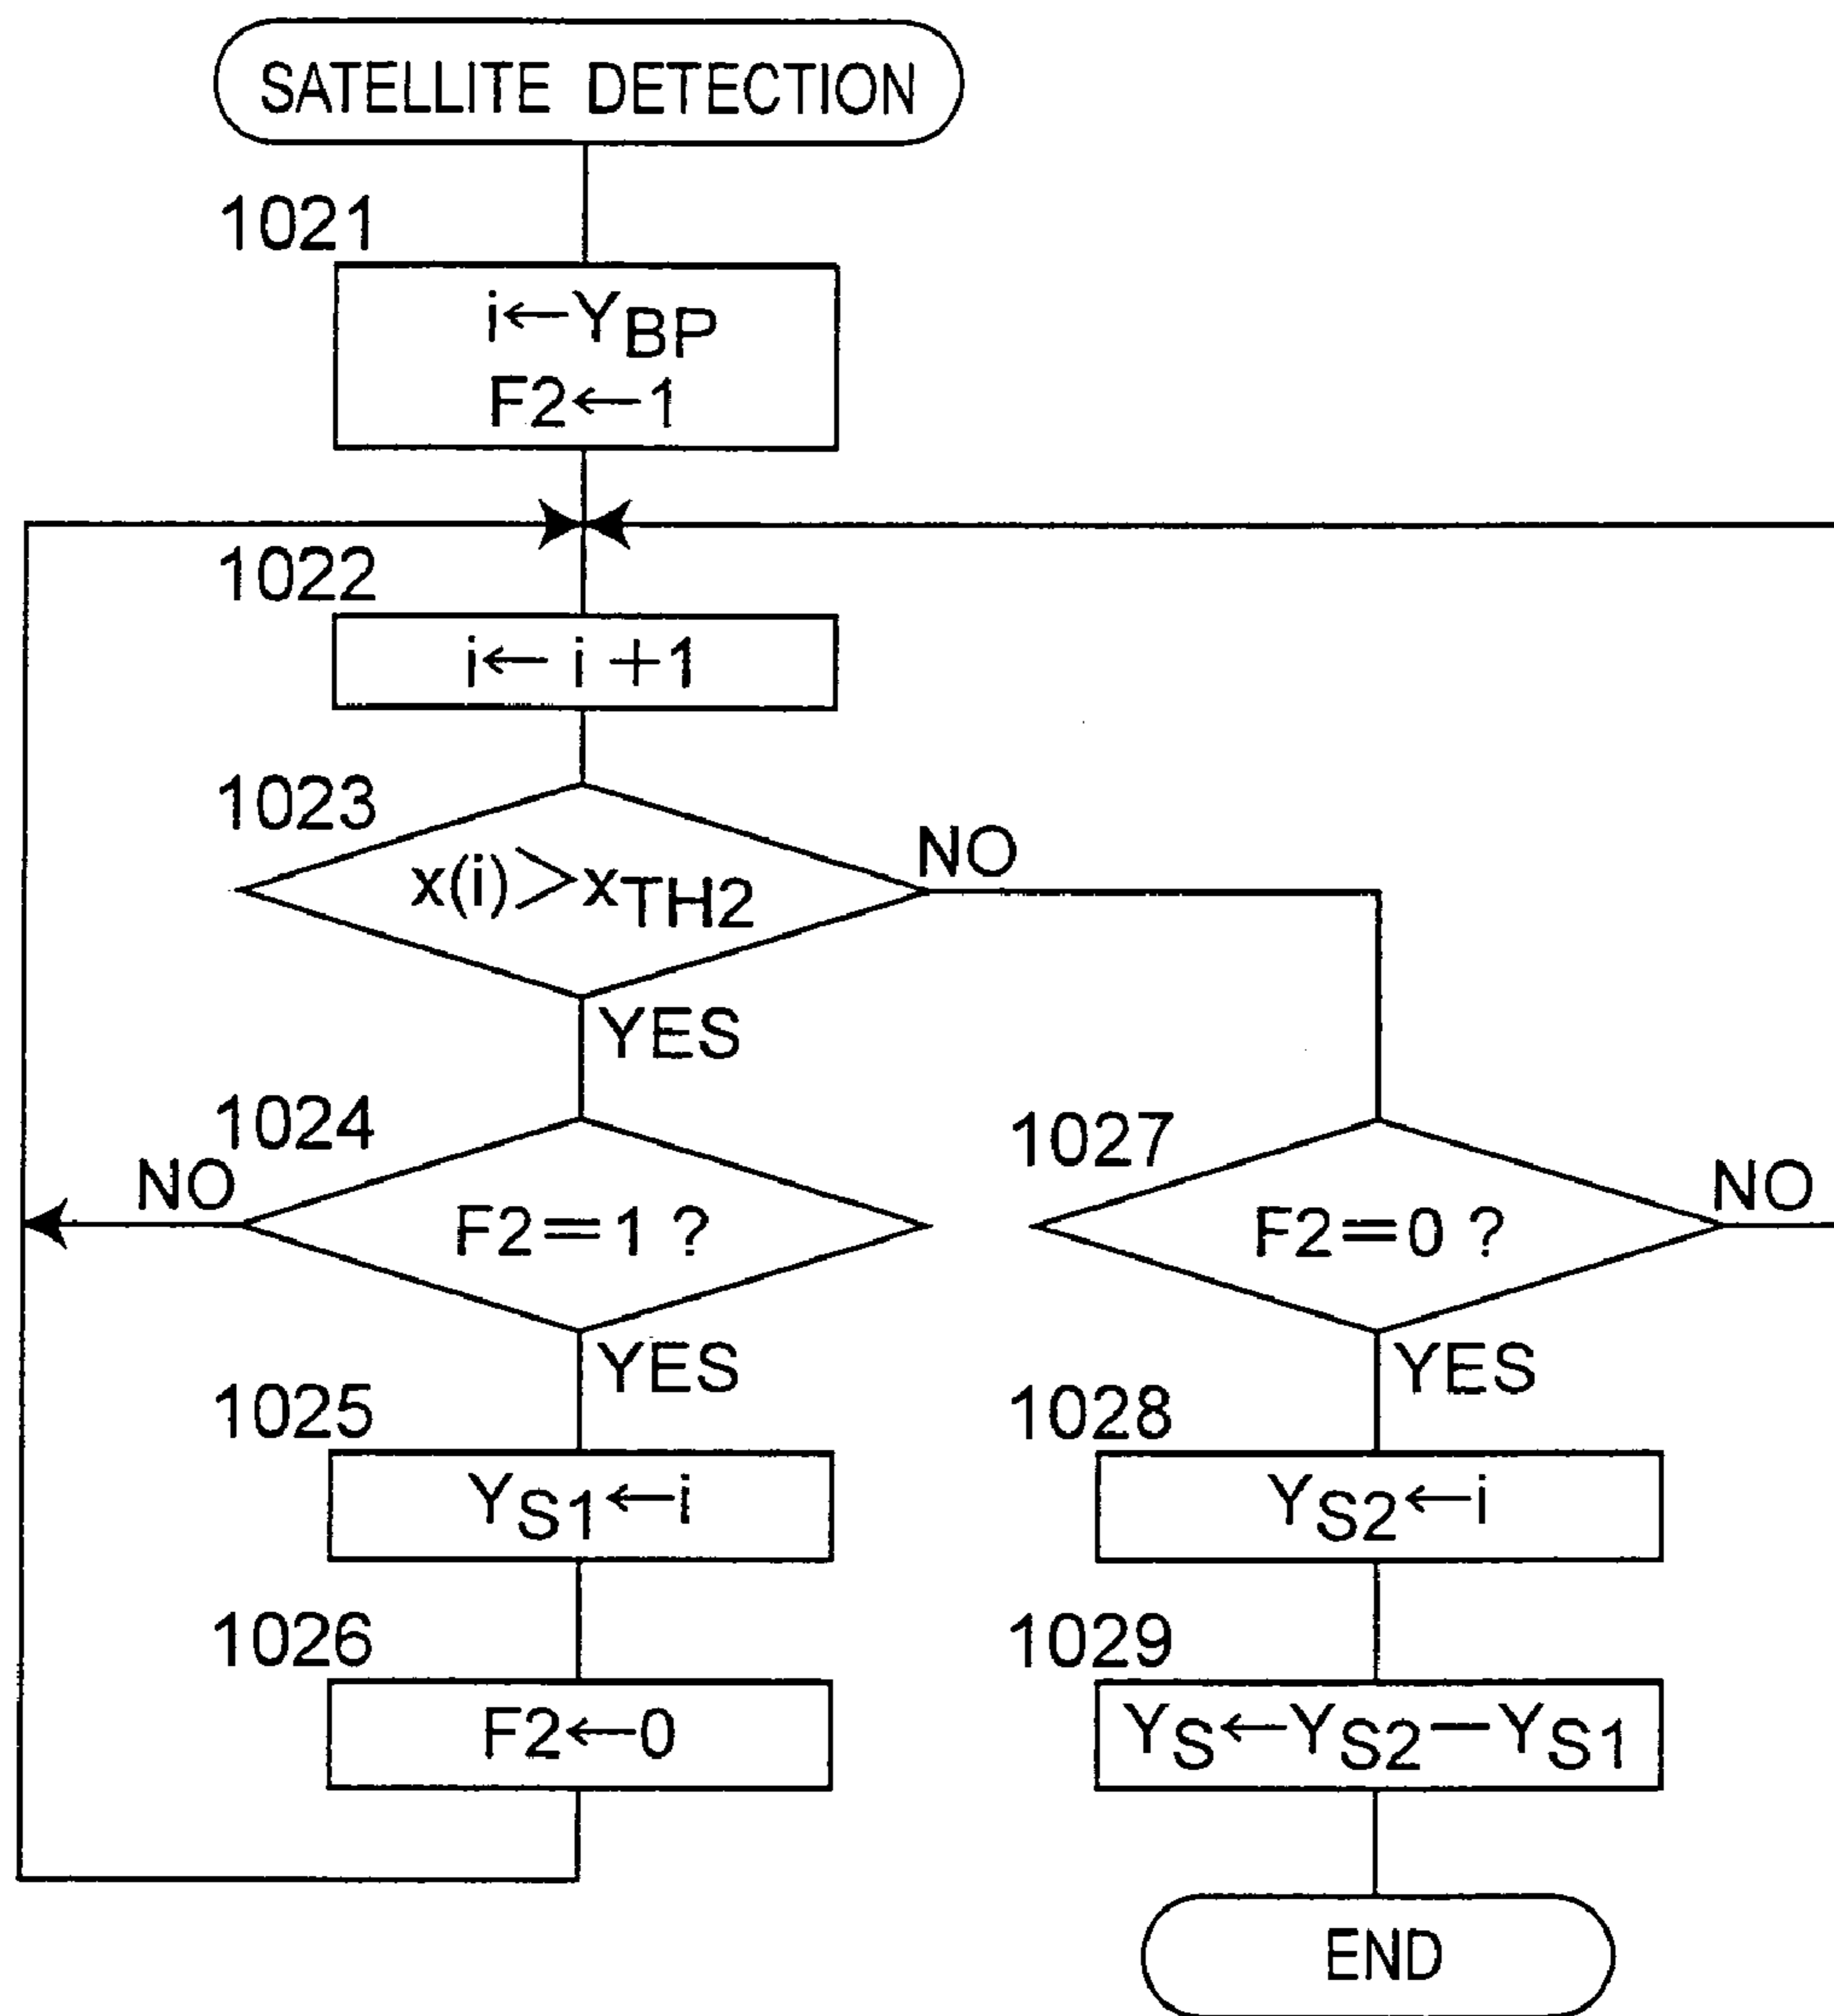 SATELLITE DETECTION
1021
i←YBP
F2←1
1022
i← i +1
1023
x(i)>xTH2
NO
YES
1024
F2=1 ?
NO
YES
1025
YS1←i
1026
F2←0
1027
F2=0 ?
NO
YES
1028
YS2←i
1029
YS←YS2−YS1
END